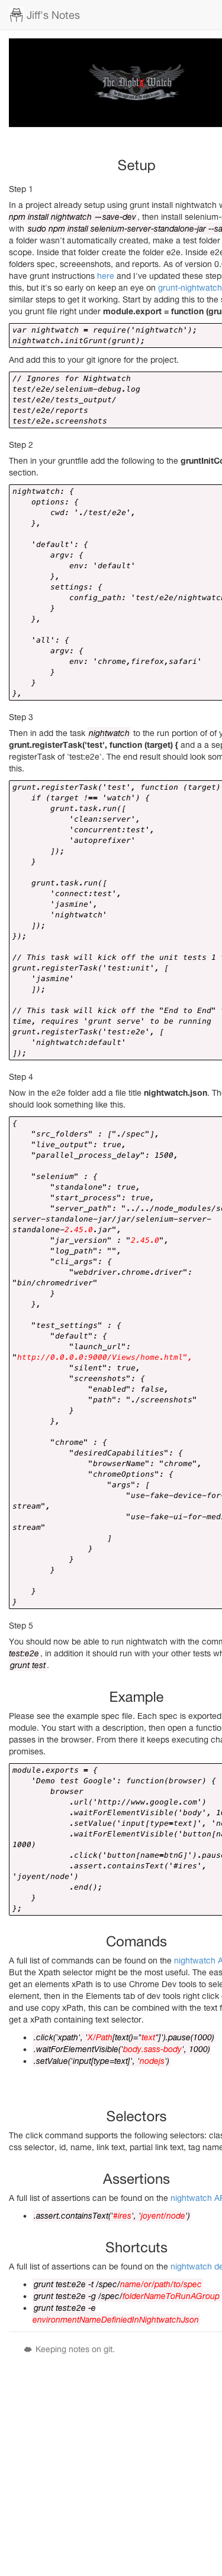 Jiff's Notes
The Night's Watch
Setup
Step 1
In a project already setup using grunt install nightwatch w
npm install nightwatch —save-dev , then install selenium-s
with sudo npm install selenium-server-standalone-jar --sa
a folder wasn't automatically created, make a test folder
scope. Inside that folder create the folder e2e. Inside e2e
folders spec, screenshots, and reports. As of version 0.
have grunt instructions here and I've updated these step
this, but it's so early on keep an eye on grunt-nightwatch
similar steps to get it working. Start by adding this to the
you grunt file right under module.export = function (gru
var nightwatch = require('nightwatch');
nightwatch.initGrunt(grunt);
And add this to your git ignore for the project.
// Ignores for Nightwatch
test/e2e/selenium-debug.log
test/e2e/tests_output/
test/e2e/reports
test/e2e.screenshots
Step 2
Then in your gruntfile add the following to the gruntInitCo
section.
nightwatch: {
options: {
cwd: './test/e2e',
},
'default': {
argv: {
env: 'default'
},
settings: {
config_path: 'test/e2e/nightwatc
}
},
'all': {
argv: {
env: 'chrome,firefox,safari'
}
}
},
Step 3
Then in add the task nightwatch to the run portion of of y
grunt.registerTask('test', function (target) { and a a sep
registerTask of 'test:e2e'. The end result should look som
this.
grunt.registerTask('test', function (target)
if (target !== 'watch') {
grunt.task.run([
'clean:server',
'concurrent:test',
'autoprefixer'
]);
}
grunt.task.run([
'connect:test',
'jasmine',
'nightwatch'
]);
});
// This task will kick off the unit tests 1
grunt.registerTask('test:unit', [
'jasmine'
]);
// This task will kick off the "End to End"
time, requires 'grunt serve' to be running
grunt.registerTask('test:e2e', [
'nightwatch:default'
]);
Step 4
Now in the e2e folder add a file title nightwatch.json. Th
should look something like this.
{
"src_folders" : ["./spec"],
"live_output": true,
"parallel_process_delay": 1500,
"selenium" : {
"standalone": true,
"start_process": true,
"server_path": "../../node_modules/s
server-standalone-jar/jar/selenium-server-
standalone-2.45.0.jar",
"jar_version" : "2.45.0",
"log_path": "",
"cli_args": {
"webdriver.chrome.driver":
"bin/chromedriver"
}
},
"test_settings" : {
"default": {
"launch_url":
"http://0.0.0.0:9000/Views/home.html",
"silent": true,
"screenshots": {
"enabled": false,
"path": "./screenshots"
}
},
"chrome" : {
"desiredCapabilities": {
"browserName": "chrome",
"chromeOptions": {
"args": [
"use-fake-device-for-
stream",
"use-fake-ui-for-med
stream"
]
}
}
}
}
}
Step 5
You should now be able to run nightwatch with the comm
test:e2e , in addition it should run with your other tests wh
grunt test .
Example
Please see the example spec file. Each spec is exported
module. You start with a description, then open a function
passes in the browser. From there it keeps executing cha
promises.
module.exports = {
'Demo test Google': function(browser) {
browser
.url('http://www.google.com')
.waitForElementVisible('body', 1
.setValue('input[type=text]', 'no
.waitForElementVisible('button[na
1000)
.click('button[name=btnG]').paus
.assert.containsText('#ires',
'joyent/node')
.end();
}
};
Comands
A full list of commands can be found on the nightwatch A
But the Xpath selector might be the most useful. The eas
get an elements xPath is to use Chrome Dev tools to sele
element, then in the Elements tab of dev tools right click
and use copy xPath, this can be combined with the text f
get a xPath containing text selector.
.click('xpath', 'X/Path[text()="text"]').pause(1000)
.waitForElementVisible('body.sass-body', 1000)
.setValue('input[type=text]', 'nodejs')
Selectors
The click command supports the following selectors: clas
css selector, id, name, link text, partial link text, tag name
Assertions
A full list of assertions can be found on the nightwatch AP
.assert.containsText('#ires', 'joyent/node')
Shortcuts
A full list of assertions can be found on the nightwatch de
grunt test:e2e -t /spec/name/or/path/to/spec
grunt test:e2e -g /spec/folderNameToRunAGroup
grunt test:e2e -e
environmentNameDefiniedInNightwatchJson
Keeping notes on git.